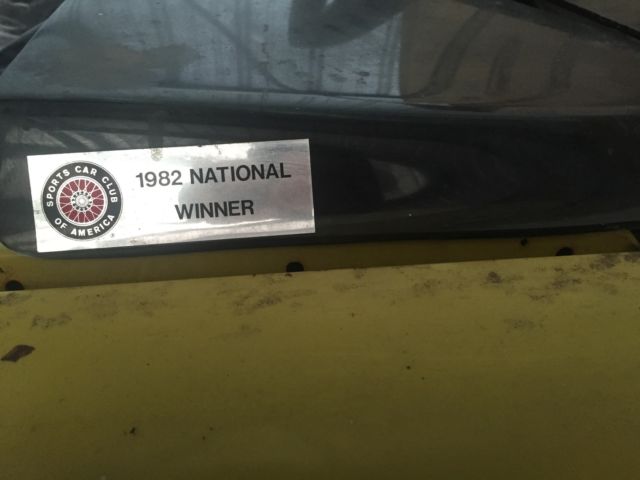 SPORTS CAR CLUB
OF AMERICA
1982 NATIONAL
WINNER